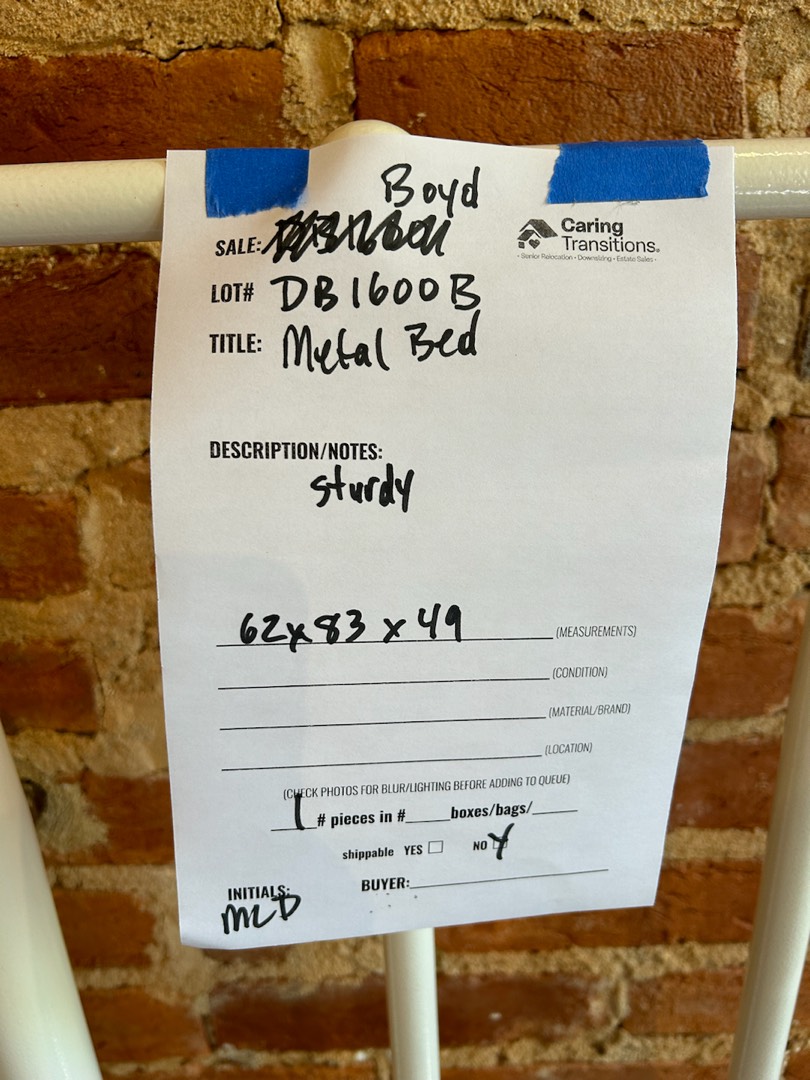 Boyd
SALE:
Caring
Transitions®
• Senior Relocation • Downsizing • Estate Sales •
LOT# DB1600B
TITLE: Metal Bed
DESCRIPTION/NOTES:
sturdy
62x83x49 (MEASUREMENTS)
(CONDITION)
(MATERIAL/BRAND)
(LOCATION)
(CHECK PHOTOS FOR BLUR/LIGHTING BEFORE ADDING TO QUEUE)
1 # pieces in #_____boxes/bags/_____
shippable YES ☐ NO
BUYER:
INITIALS:
MLD